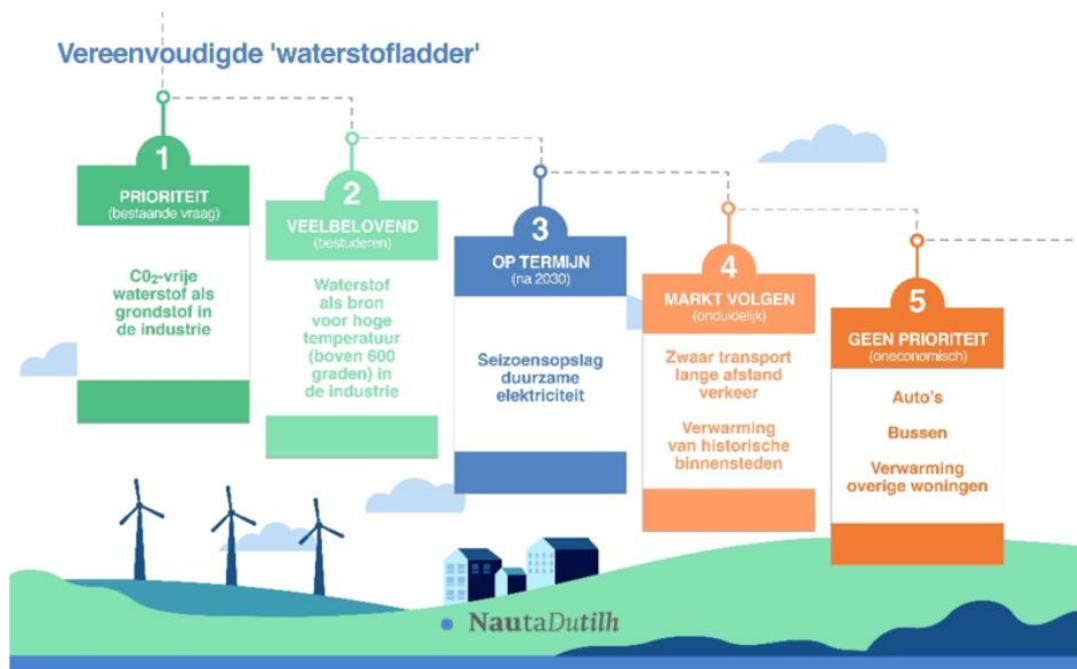 Vereenvoudigde 'waterstofladder'
1
PRIORITEIT
(bestaande vraag)
C0₂-vrije
waterstof als
grondstof in
de industrie
2
VEELBELOVEND
(bestuderen)
Waterstof
als bron
voor hoge
temperatuur
(boven 600
graden) in
de industrie
3
OP TERMIJN
(na 2030)
Seizoensopslag
duurzame
elektriciteit
4
MARKT VOLGEN
(onduidelijk)
Zwaar transport
lange afstand
verkeer
Verwarming
van historische
binnensteden
5
GEEN PRIORITEIT
(oneconomisch)
Auto's
Bussen
Verwarming
overige woningen
NautaDutilh